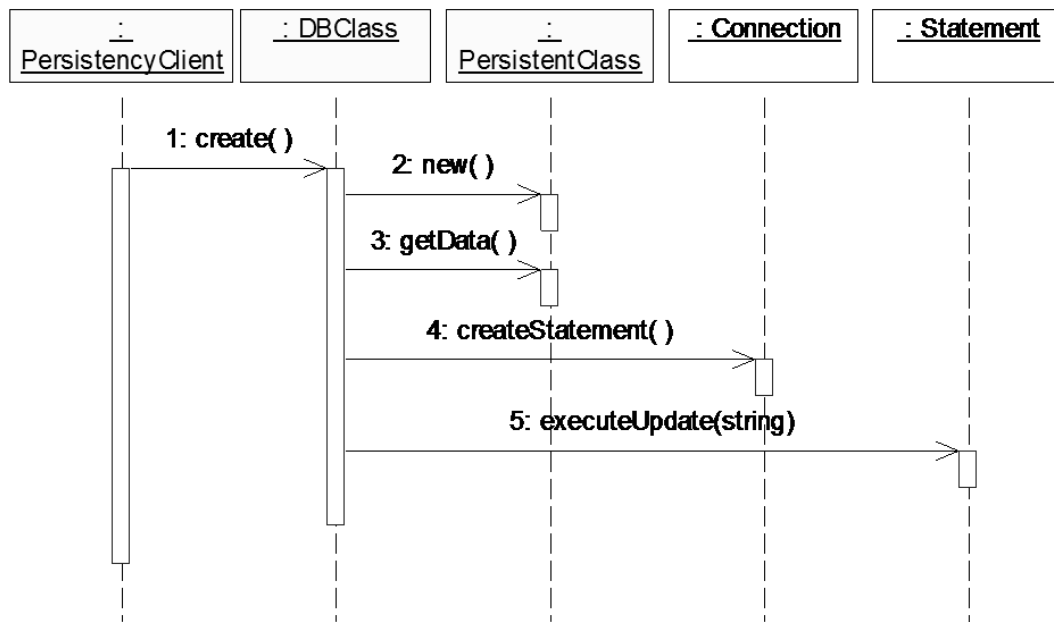 :
PersistencyClient
: DBClass
:
PersistentClass
: Connection
: Statement
1: create( )
2: new( )
3: getData( )
4: createStatement( )
5: executeUpdate(string)